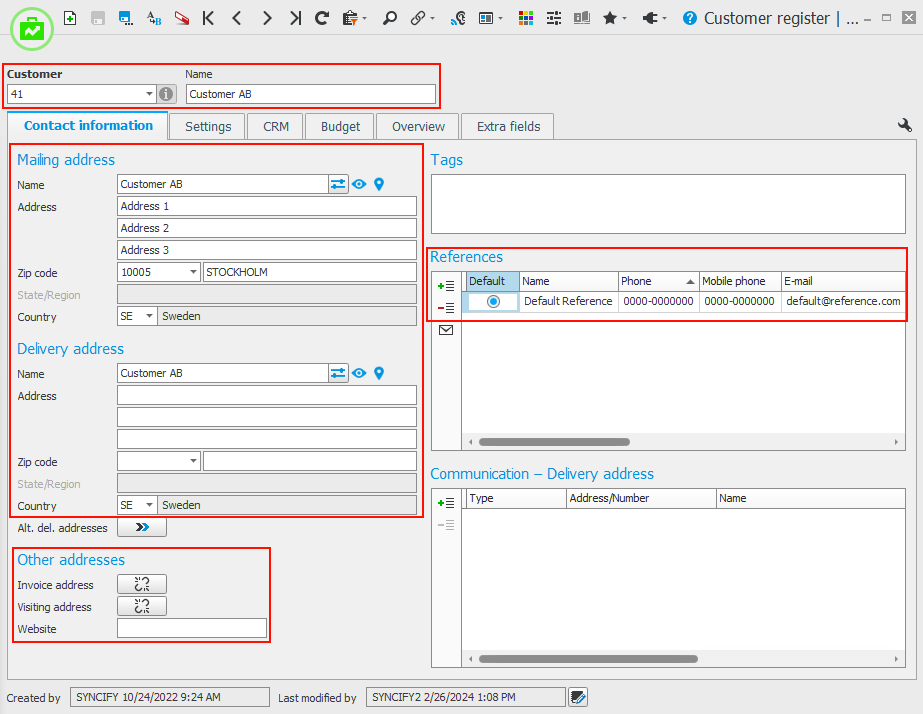 Customer register | ...
Customer
Name
41
Customer AB
Contact information
Settings
CRM
Budget
Overview
Extra fields
Mailing address
Name
Customer AB
Address
Address 1
Address 2
Address 3
Zip code
10005
STOCKHOLM
State/Region
Country
SE
Sweden
Delivery address
Name
Customer AB
Address
Zip code
State/Region
Country
SE
Sweden
Alt. del. addresses
Other addresses
Invoice address
Visiting address
Website
Tags
References
Default Name Phone Mobile phone E-mail
Default Reference 0000-0000000 0000-0000000 default@reference.com
Communication – Delivery address
Type Address/Number Name
Created by
SYNCIFY 10/24/2022 9:24 AM
Last modified by
SYNCIFY2 2/26/2024 1:08 PM